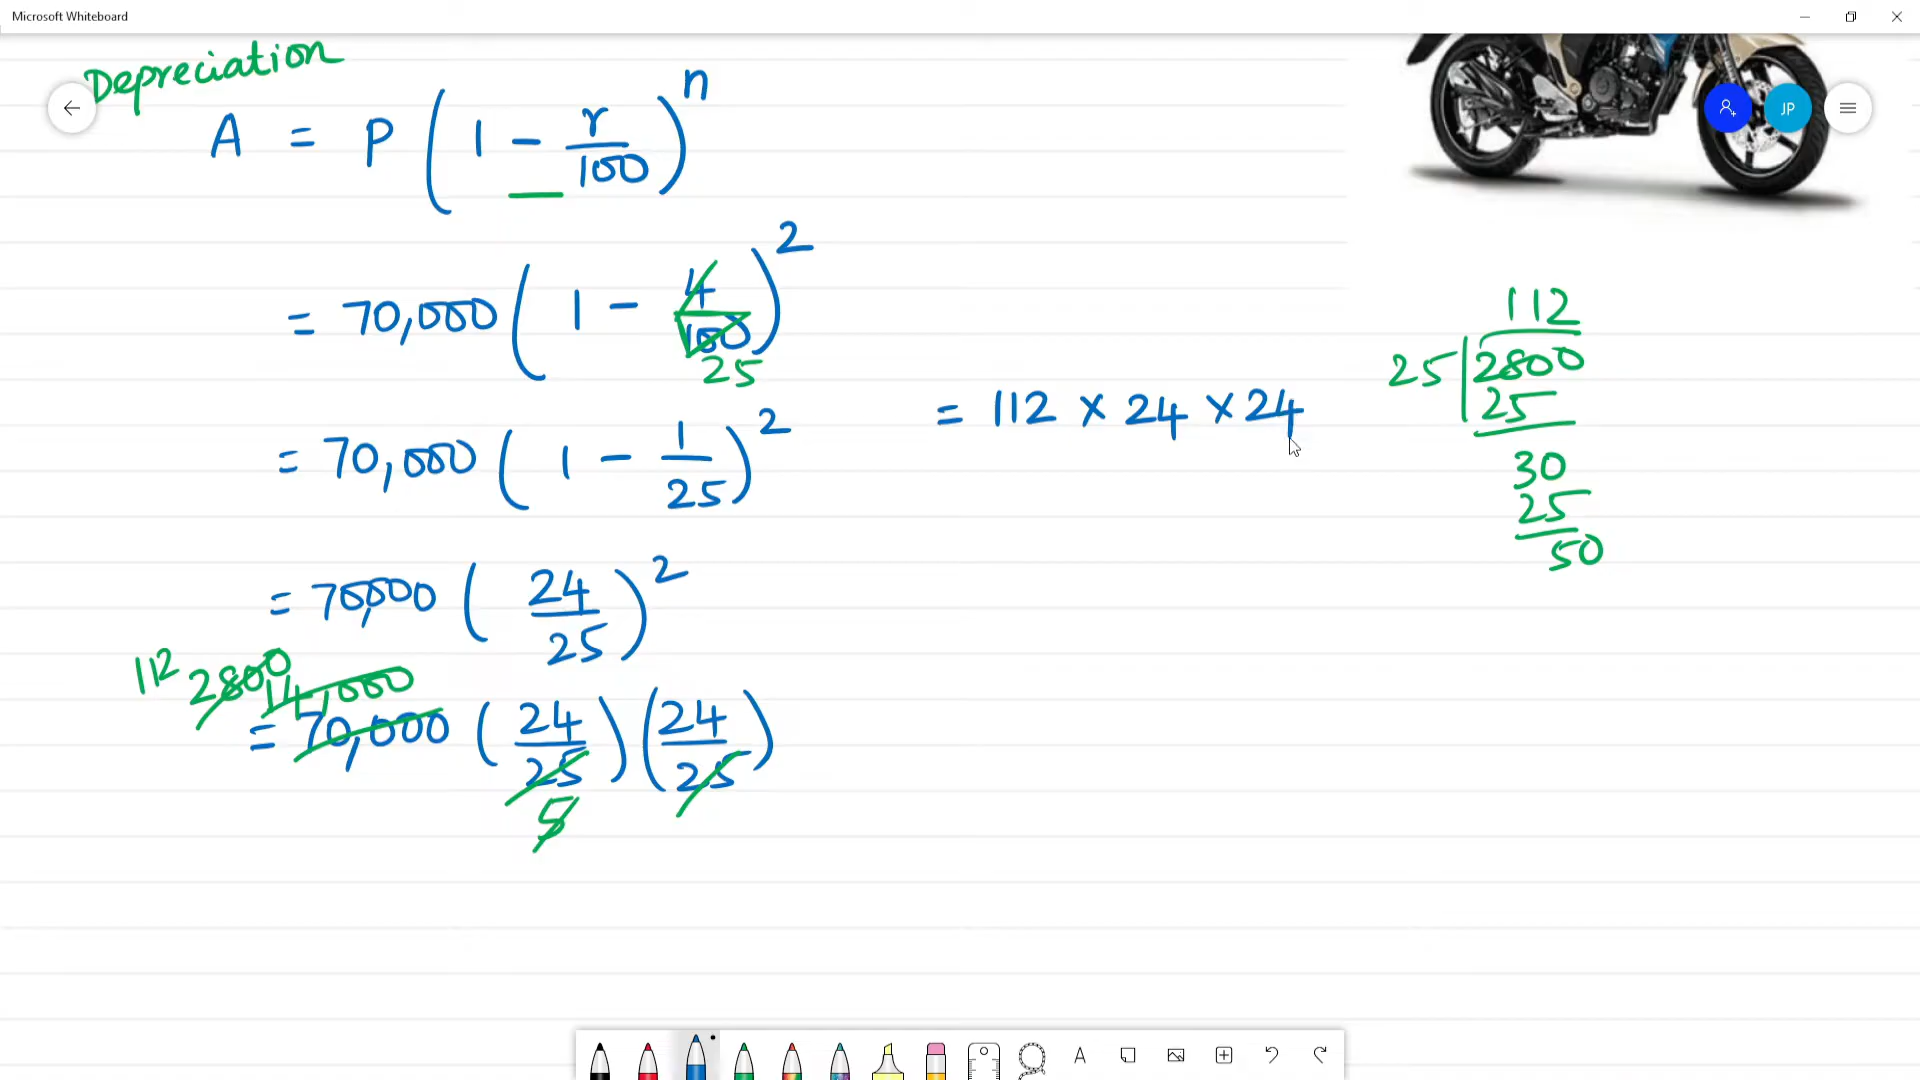 Microsoft Whiteboard
Depreciation
A = P ( 1 - r/100 )^n
= 70,000 ( 1 - 4/100 )^2
25
= 70,000 ( 1 - 1/25 )^2
= 70,000 ( 24/25 )^2
112 2800 14,000
= 70,000 ( 24/25 ) ( 24/25 )
5
= 112 × 24 × 24
112
25 2800
25
30
25
50
JP
A